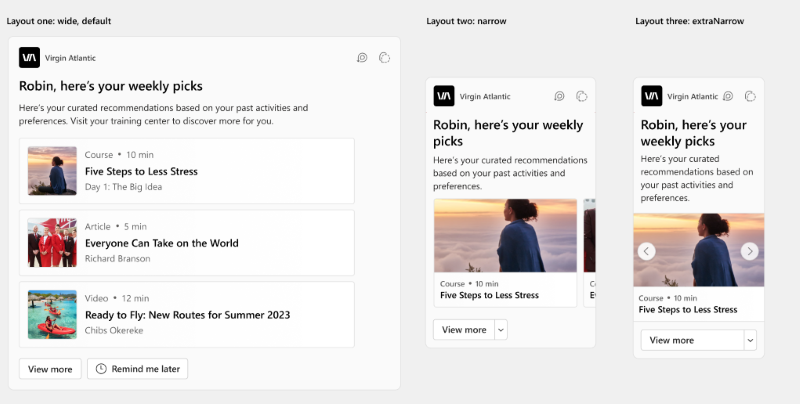 Layout one: wide, default
Virgin Atlantic
Robin, here's your weekly picks
Here's your curated recommendations based on your past activities and
preferences. Visit your training center to discover more for you.
Course • 10 min
Five Steps to Less Stress
Day 1: The Big Idea
Article • 5 min
Everyone Can Take on the World
Richard Branson
Video • 12 min
Ready to Fly: New Routes for Summer 2023
Chibs Okereke
View more
Remind me later
Layout two: narrow
Virgin Atlantic
Robin, here's your weekly
picks
Here's your curated recommendations
based on your past activities and
preferences.
Course • 10 min
Five Steps to Less Stress
View more
Layout three: extraNarrow
Virgin Atlantic
Robin, here's your
weekly picks
Here's your curated
recommendations based on
your past activities and
preferences.
Course • 10 min
Five Steps to Less Stress
View more